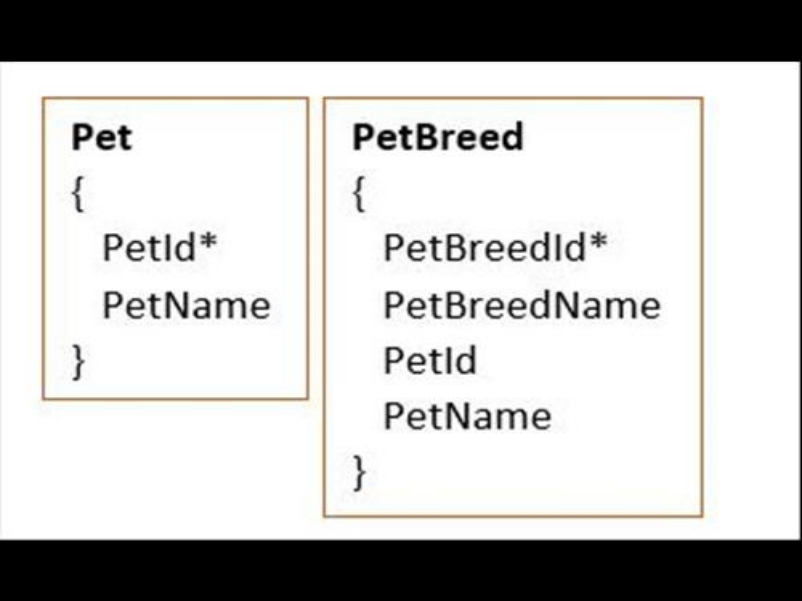 Pet
{
PetId*
PetName
}
PetBreed
{
PetBreedId*
PetBreedName
PetId
PetName
}